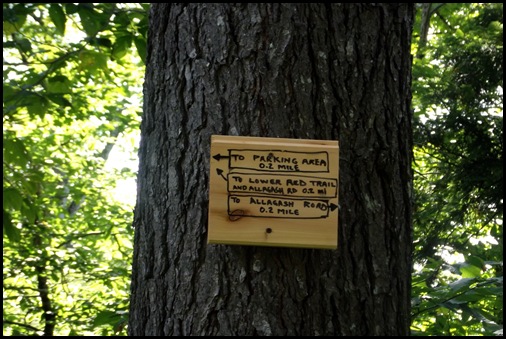 TO PARKING AREA
0.2 MILE
TO LOWER RED TRAIL
AND ALLAGASH RD 0.2 MI
TO ALLAGASH ROAD
0.2 MILE